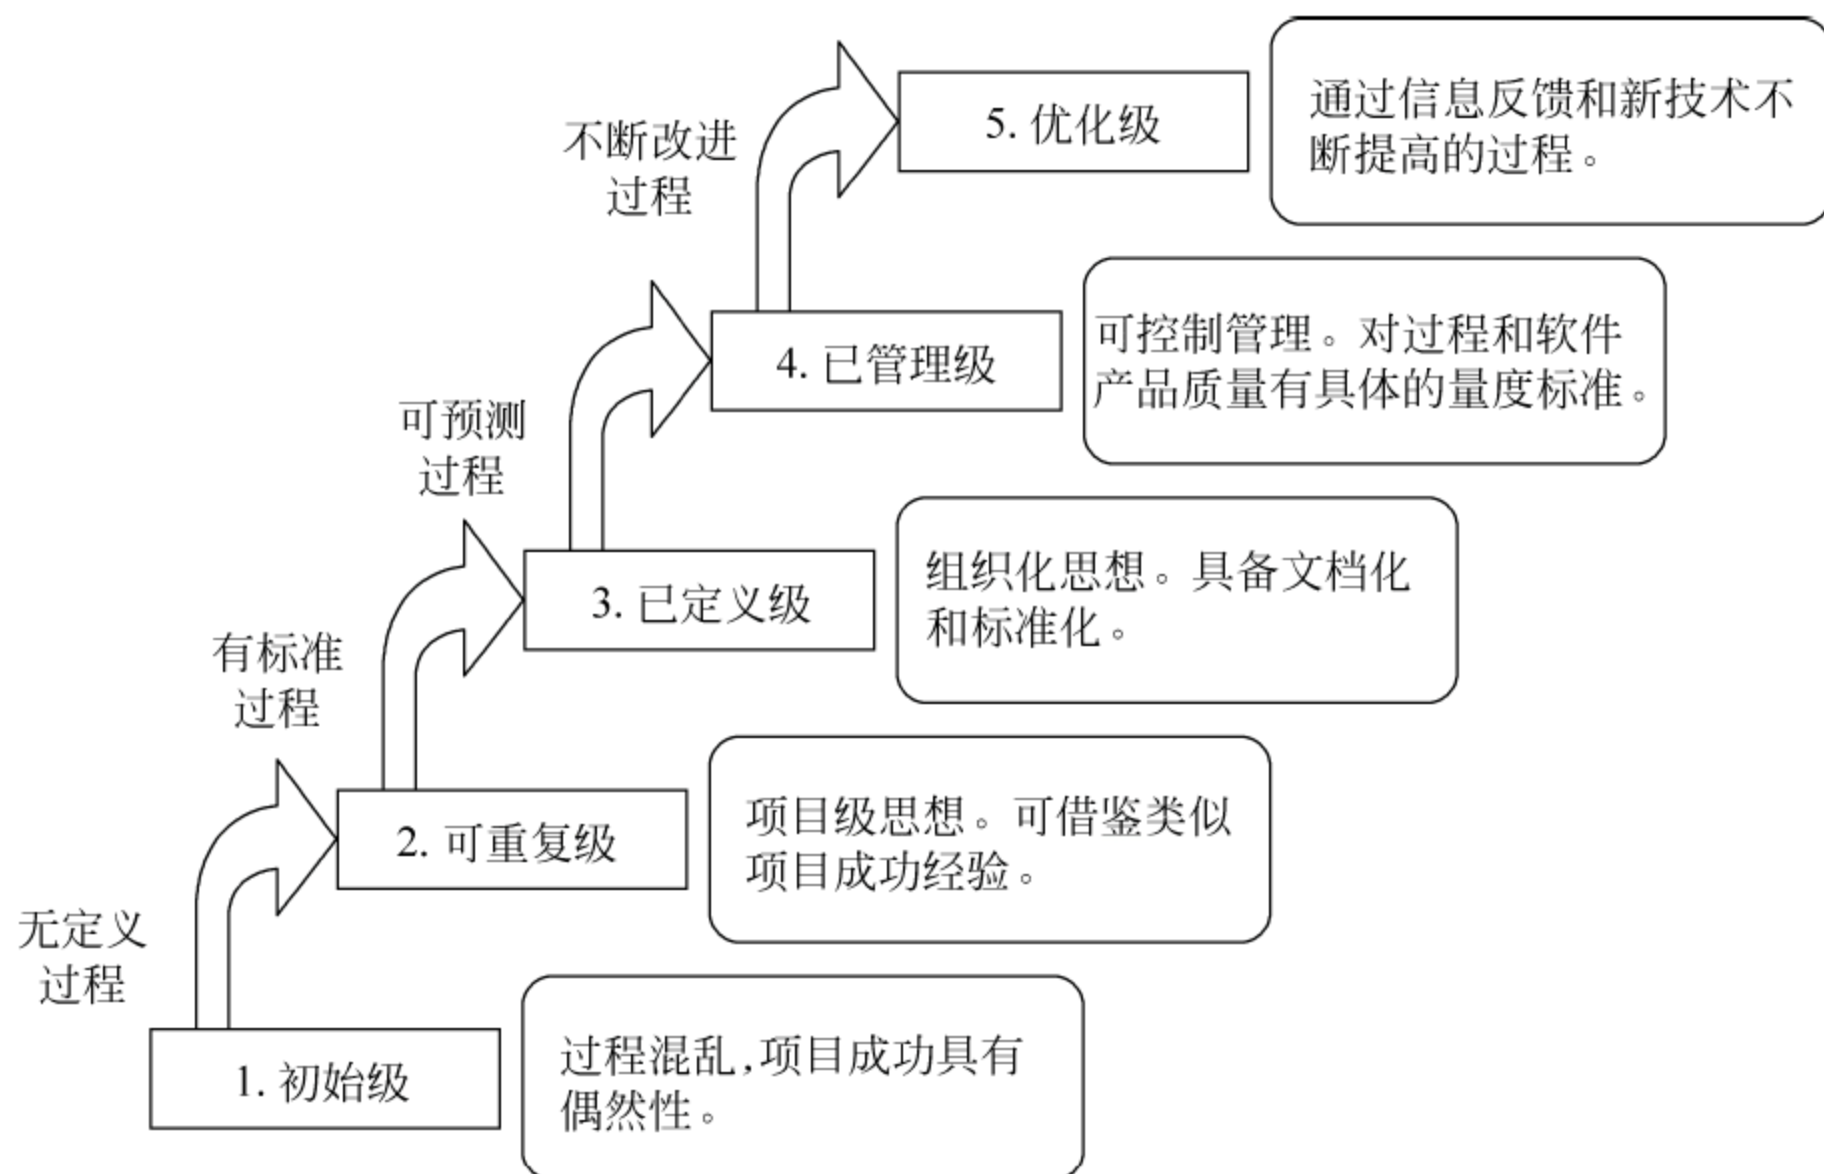 不断改进
过程
5. 优化级
通过信息反馈和新技术不
断提高的过程。
可预测
过程
4. 已管理级
可控制管理。对过程和软件
产品质量有具体的量度标准。
有标准
过程
3. 已定义级
组织化思想。具备文档化
和标准化。
无定义
过程
2. 可重复级
项目级思想。可借鉴类似
项目成功经验。
1. 初始级
过程混乱,项目成功具有
偶然性。